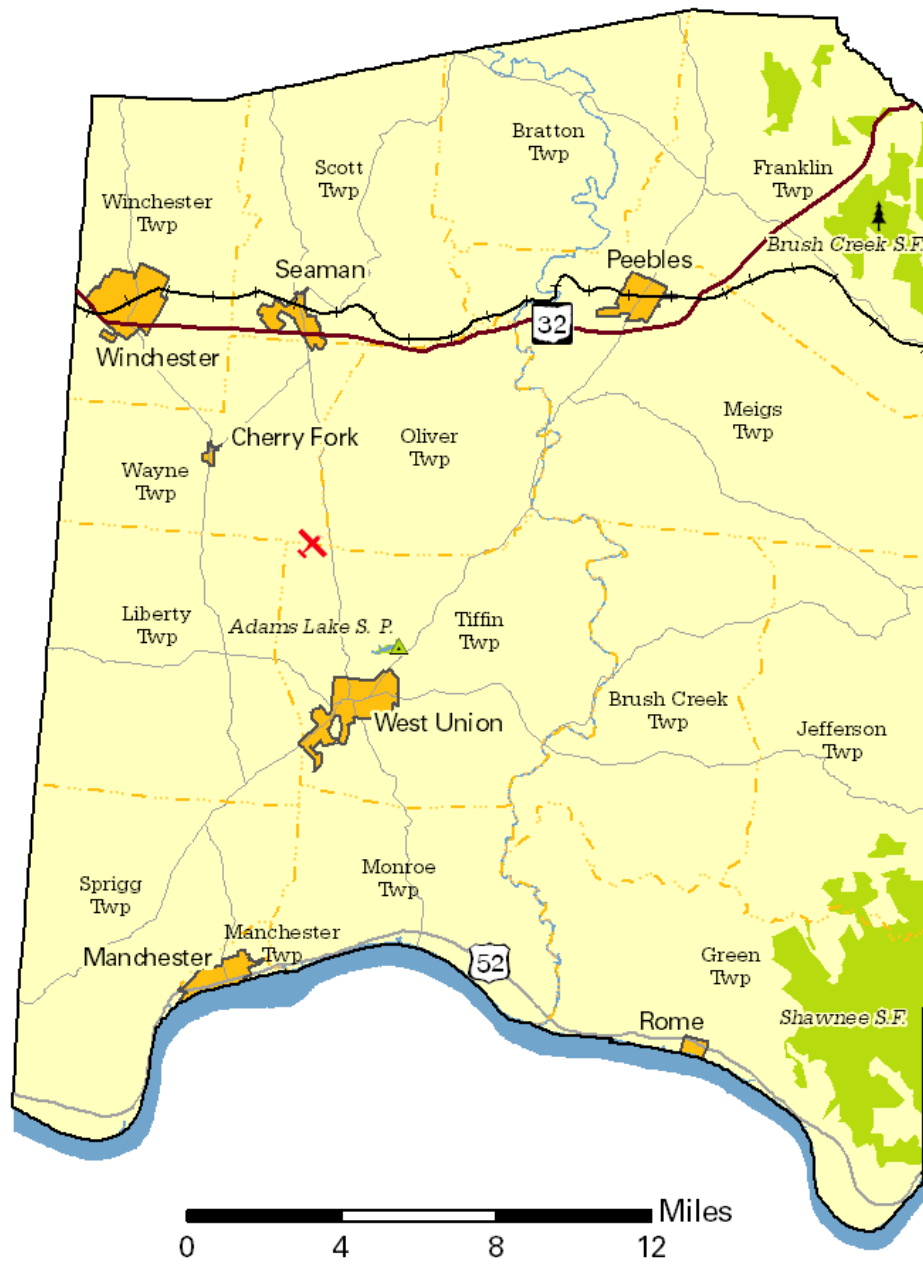 Bratton
Twp
Scott
Twp
Franklin
Twp
Winchester
Twp
Brush Creek S.F.
Peebles
Seaman
32
Winchester
Meigs
Twp
Cherry Fork
Oliver
Twp
Wayne
Twp
Liberty
Twp
Adams Lake S. P.
Tiffin
Twp
Brush Creek
Twp
West Union
Jefferson
Twp
Monroe
Twp
Sprigg
Twp
Manchester
Twp
Manchester
52
Green
Twp
Rome
Shawnee S.F.
Miles
0 4 8 12